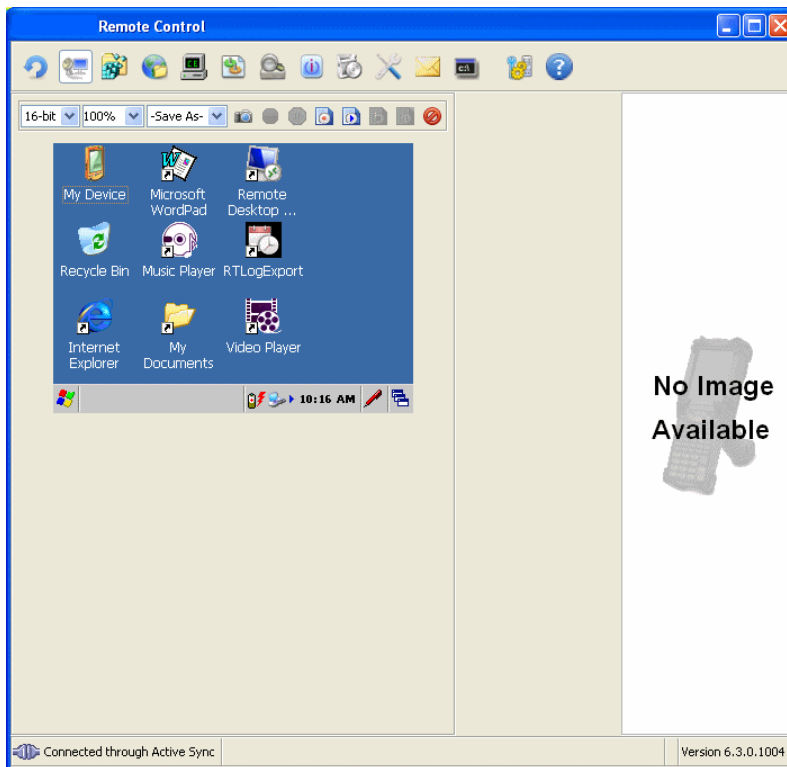 Remote Control
16-bit
100%
-Save As-
My Device
Microsoft
WordPad
Remote
Desktop ...
Recycle Bin
Music Player
RTLogExport
Internet
Explorer
My
Documents
Video Player
10:16 AM
No Image
Available
Connected through Active Sync
Version 6.3.0.1004